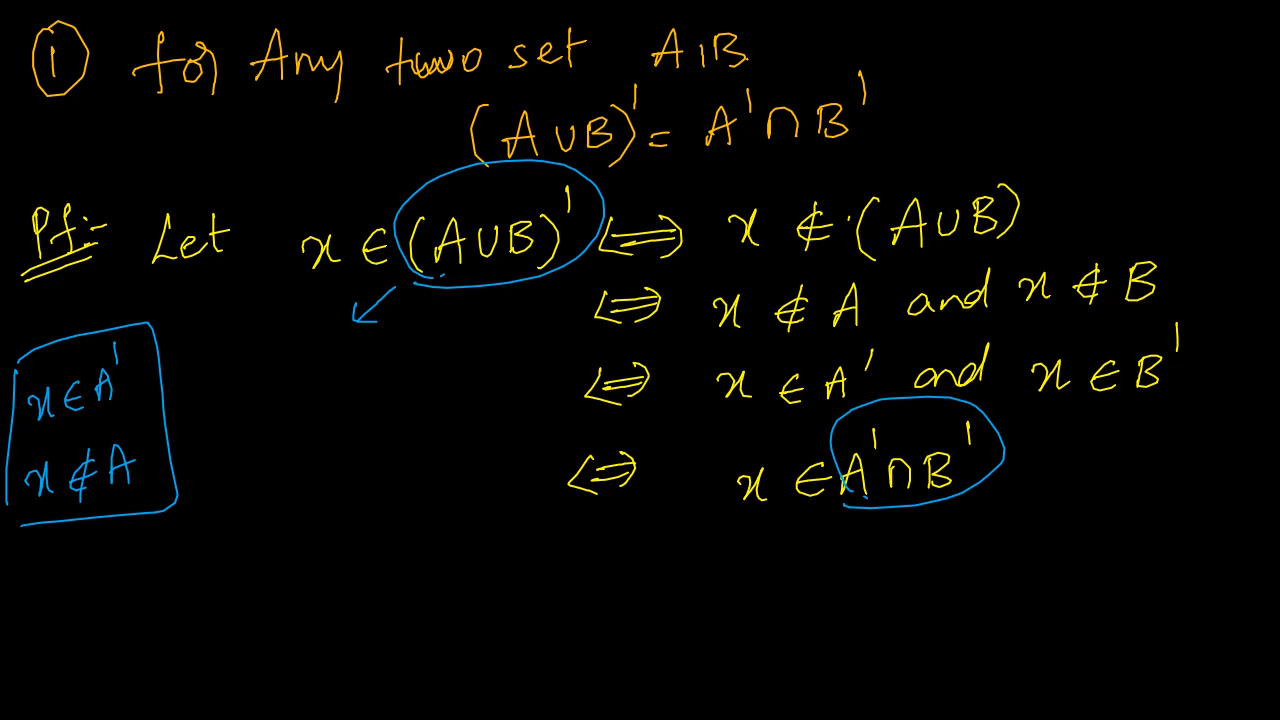 ① for Any two set A, B
(A∪B)' = A'∩B'
Pf:- Let x ∈ (A∪B)' ⟺ x ∉ (A∪B)
⟺ x ∉ A and x ∉ B
⟺ x ∈ A' and x ∈ B'
⟺ x ∈ A'∩B'
x ∈ A'
x ∉ A